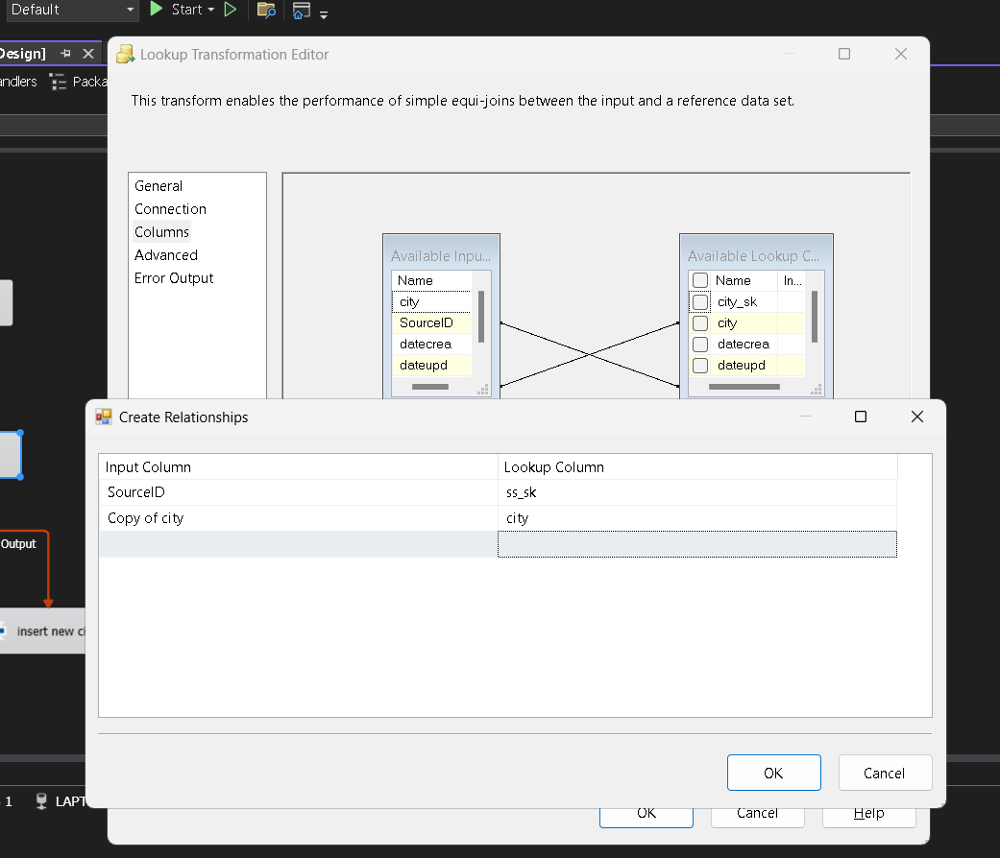 Default
Start
Design]
Lookup Transformation Editor
andlers
Packa
This transform enables the performance of simple equi-joins between the input and a reference data set.
General
Connection
Columns
Advanced
Error Output
Available Inpu...
Name
city
SourceID
datecrea
dateupd
Available Lookup C...
Name In...
city_sk
city
datecrea
dateupd
Create Relationships
Input Column Lookup Column
SourceID ss_sk
Copy of city city
Output
insert new ci
OK Cancel
1 LAPT
OK Cancel Help